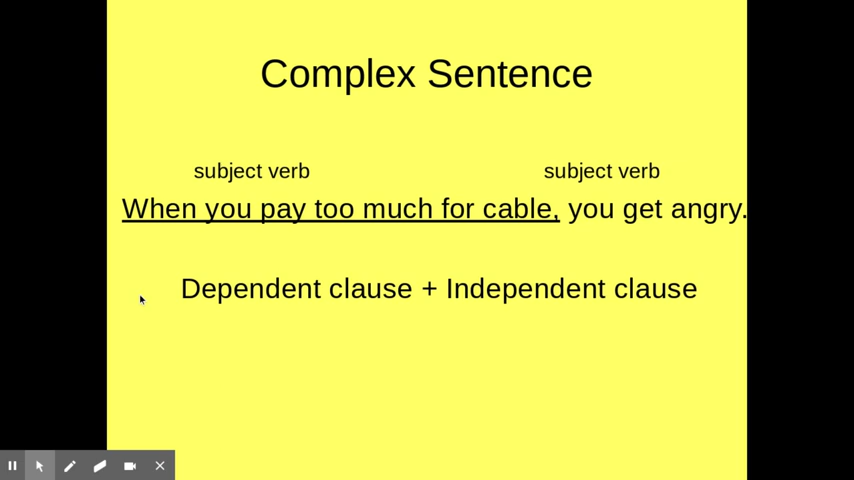 Complex Sentence
subject verb subject verb
When you pay too much for cable, you get angry.
Dependent clause + Independent clause